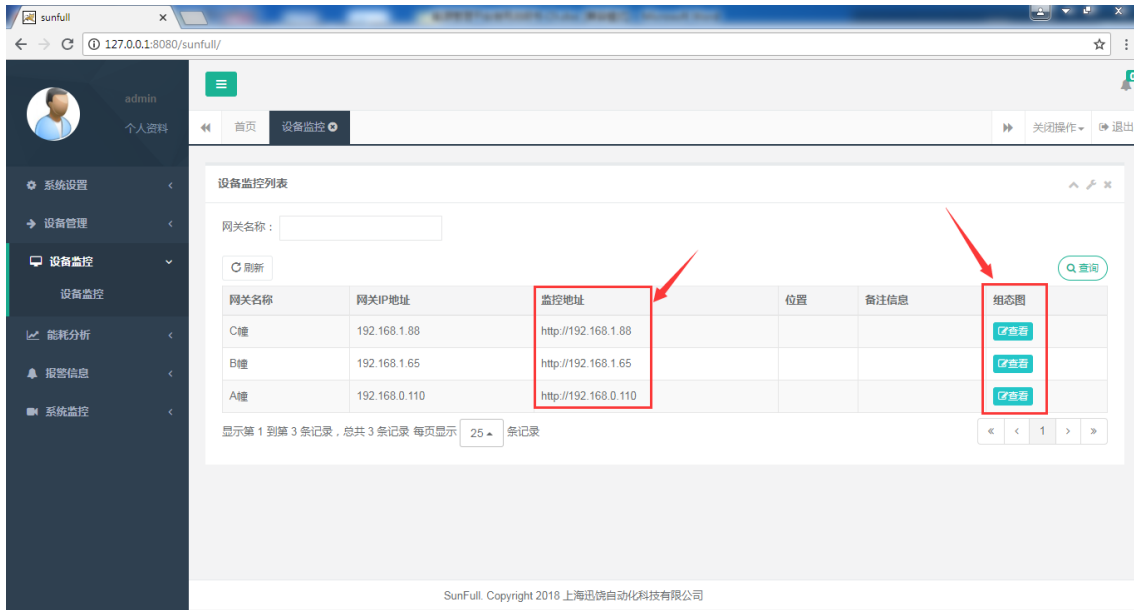 sunfull
127.0.0.1:8080/sunfull/
admin
个人资料
首页 设备监控 关闭操作 退出
系统设置
设备管理
设备监控
设备监控
能耗分析
报警信息
系统监控
设备监控列表
网关名称：
刷新 查询
网关名称 网关IP地址 监控地址 位置 备注信息 组态图
C幢 192.168.1.88 http://192.168.1.88 查看
B幢 192.168.1.65 http://192.168.1.65 查看
A幢 192.168.0.110 http://192.168.0.110 查看
显示第 1 到第 3 条记录，总共 3 条记录 每页显示 25 条记录 « ‹ 1 › »
SunFull. Copyright 2018 上海迅饶自动化科技有限公司